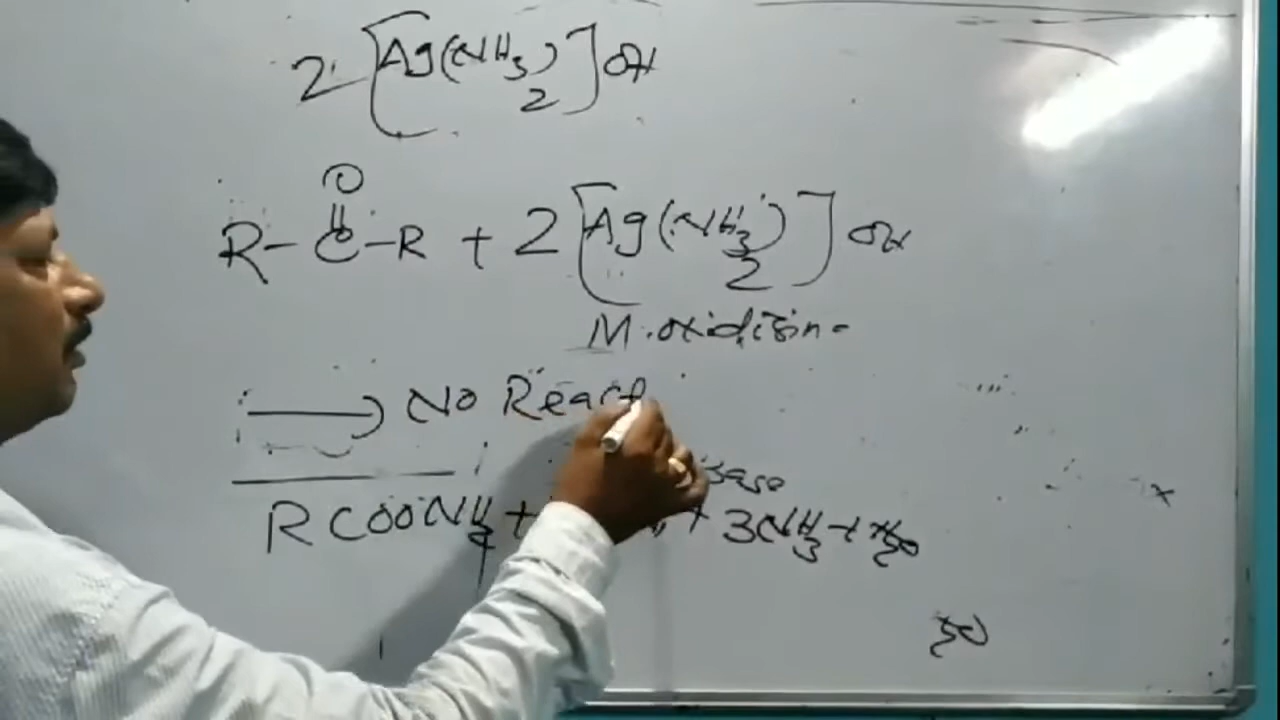 2 [Ag(NH3)2]OH
O
R-C-R + 2[Ag(NH3)2]OH
M.oxidising
→ No React
RCOONH4 + + 3NH3 + H2O